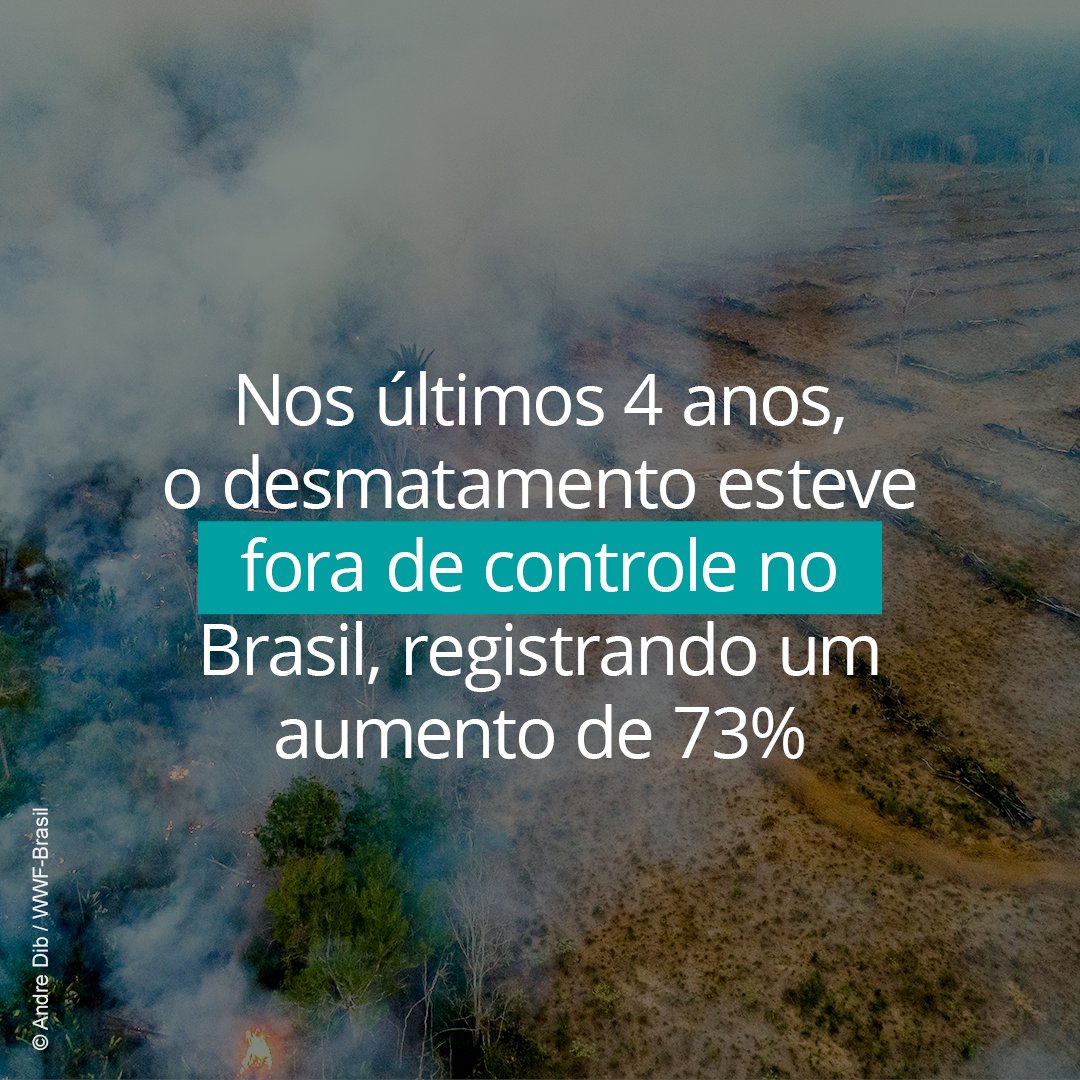 Nos últimos 4 anos,
o desmatamento esteve
fora de controle no
Brasil, registrando um
aumento de 73%
© Andre Dib / WWF-Brasil